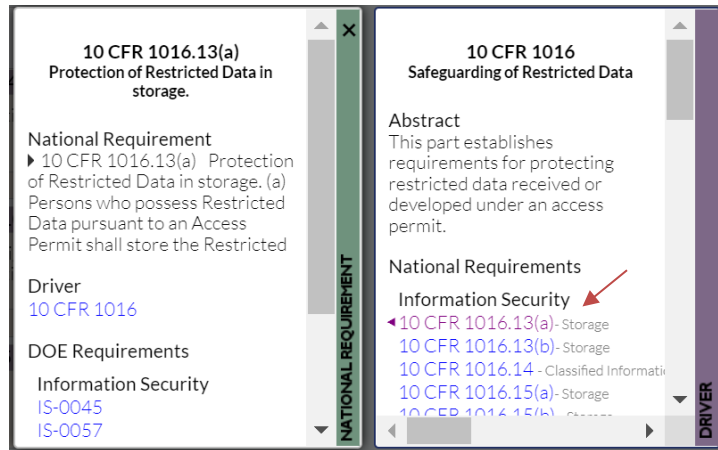 10 CFR 1016.13(a)
Protection of Restricted Data in
storage.
National Requirement
10 CFR 1016.13(a) Protection
of Restricted Data in storage. (a)
Persons who possess Restricted
Data pursuant to an Access
Permit shall store the Restricted
Driver
10 CFR 1016
DOE Requirements
Information Security
IS-0045
IS-0057
NATIONAL REQUIREMENT
10 CFR 1016
Safeguarding of Restricted Data
Abstract
This part establishes
requirements for protecting
restricted data received or
developed under an access
permit.
National Requirements
Information Security
10 CFR 1016.13(a)- Storage
10 CFR 1016.13(b)- Storage
10 CFR 1016.14 - Classified Informati
10 CFR 1016.15(a)- Storage
10 CFR 1016.15(b)- Storage
DRIVER